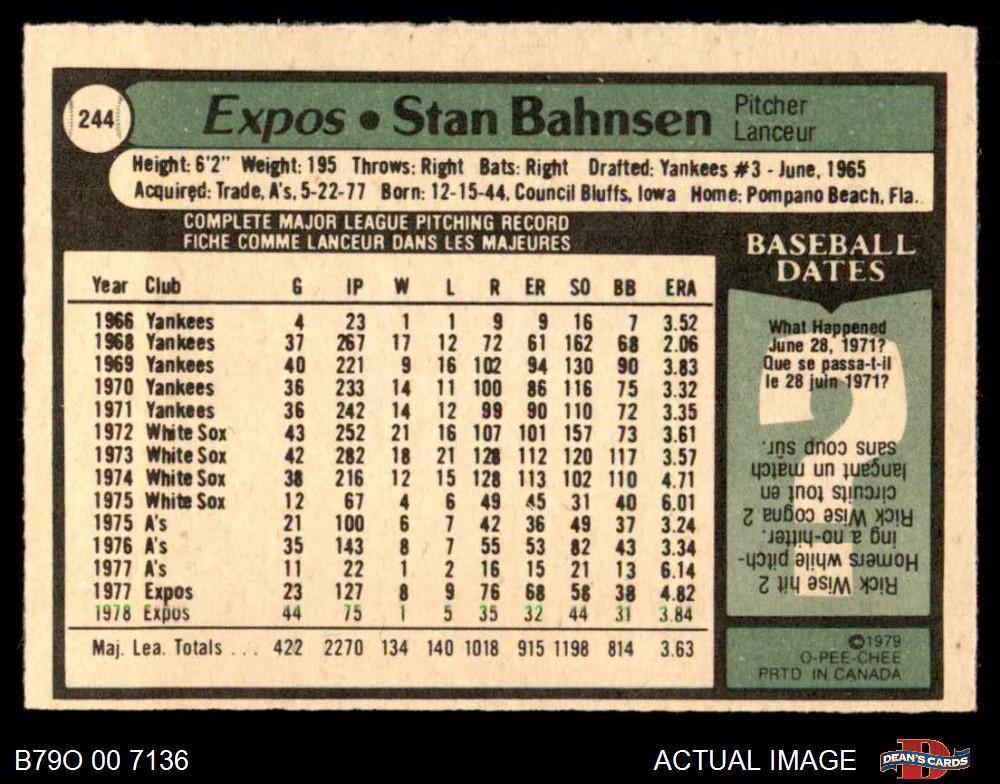 244
Expos • Stan Bahnsen
Pitcher
Lanceur
Height: 6'2" Weight: 195 Throws: Right Bats: Right Drafted: Yankees #3 - June, 1965
Acquired: Trade, A's, 5-22-77 Born: 12-15-44, Council Bluffs, Iowa Home: Pompano Beach, Fla.
COMPLETE MAJOR LEAGUE PITCHING RECORD
FICHE COMME LANCEUR DANS LES MAJEURES
Year Club G IP W L R ER SO BB ERA
1966 Yankees 4 23 1 1 9 9 16 7 3.52
1968 Yankees 37 267 17 12 72 61 162 68 2.06
1969 Yankees 40 221 9 16 102 94 130 90 3.83
1970 Yankees 36 233 14 11 100 86 116 75 3.32
1971 Yankees 36 242 14 12 99 90 110 72 3.35
1972 White Sox 43 252 21 16 107 101 157 73 3.61
1973 White Sox 42 282 18 21 128 112 120 117 3.57
1974 White Sox 38 216 12 15 128 113 102 110 4.71
1975 White Sox 12 67 4 6 49 45 31 40 6.01
1975 A's 21 100 6 7 42 36 49 37 3.24
1976 A's 35 143 8 7 55 53 82 43 3.34
1977 A's 11 22 1 2 16 15 21 13 6.14
1977 Expos 23 127 8 9 76 68 58 38 4.82
1978 Expos 44 75 1 5 35 32 44 31 3.84
Maj. Lea. Totals . . . 422 2270 134 140 1018 915 1198 814 3.63
BASEBALL
DATES
What Happened
June 28, 1971?
Que se passa-t-il
le 28 juin 1971?
Rick Wise hit 2
Homers while pitch-
ing a no-hitter.
Rick Wise cogna 2
circuits tout en
lançant un match
sans coup sûr.
©1979
O-PEE-CHEE
PRTD IN CANADA
B79O 00 7136
ACTUAL IMAGE
DEAN'S CARDS